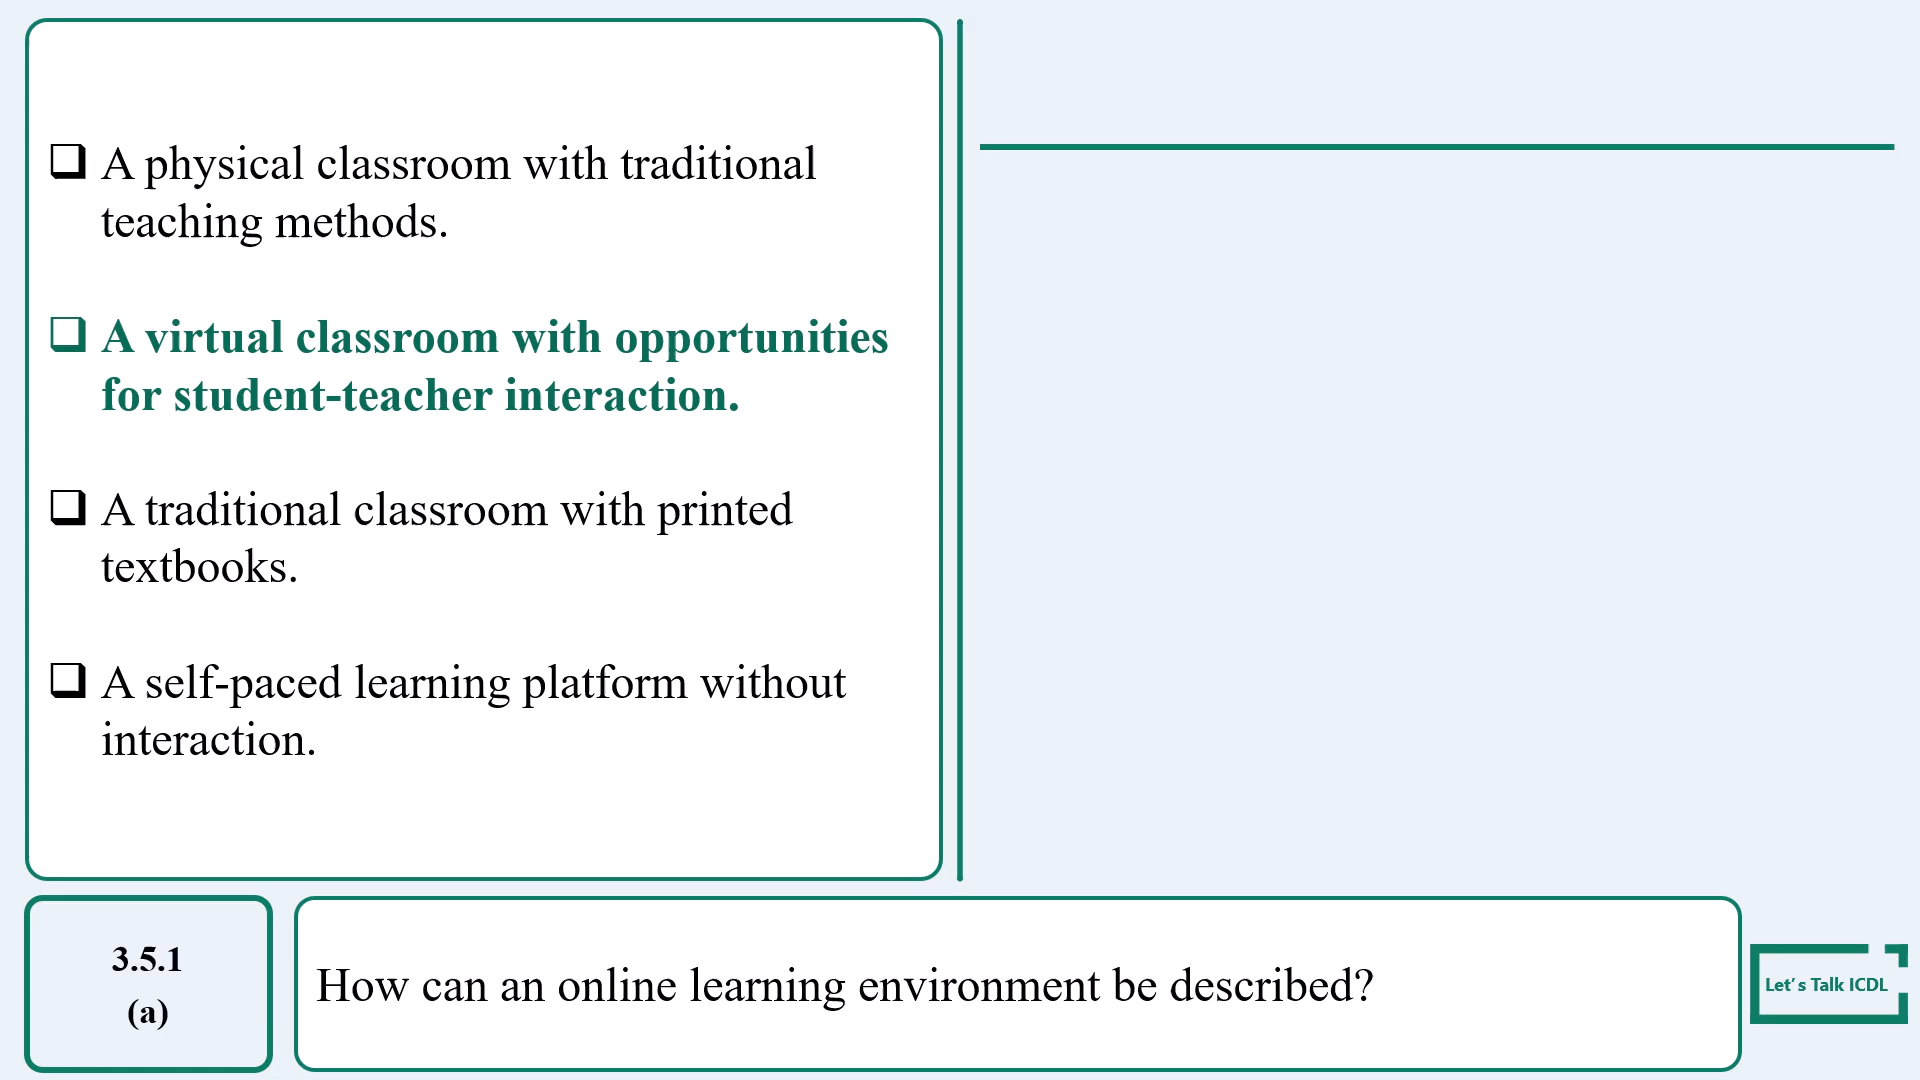 ❑ A physical classroom with traditional
teaching methods.
❑ A virtual classroom with opportunities
for student-teacher interaction.
❑ A traditional classroom with printed
textbooks.
❑ A self-paced learning platform without
interaction.
3.5.1
(a)
How can an online learning environment be described?
Let's Talk ICDL